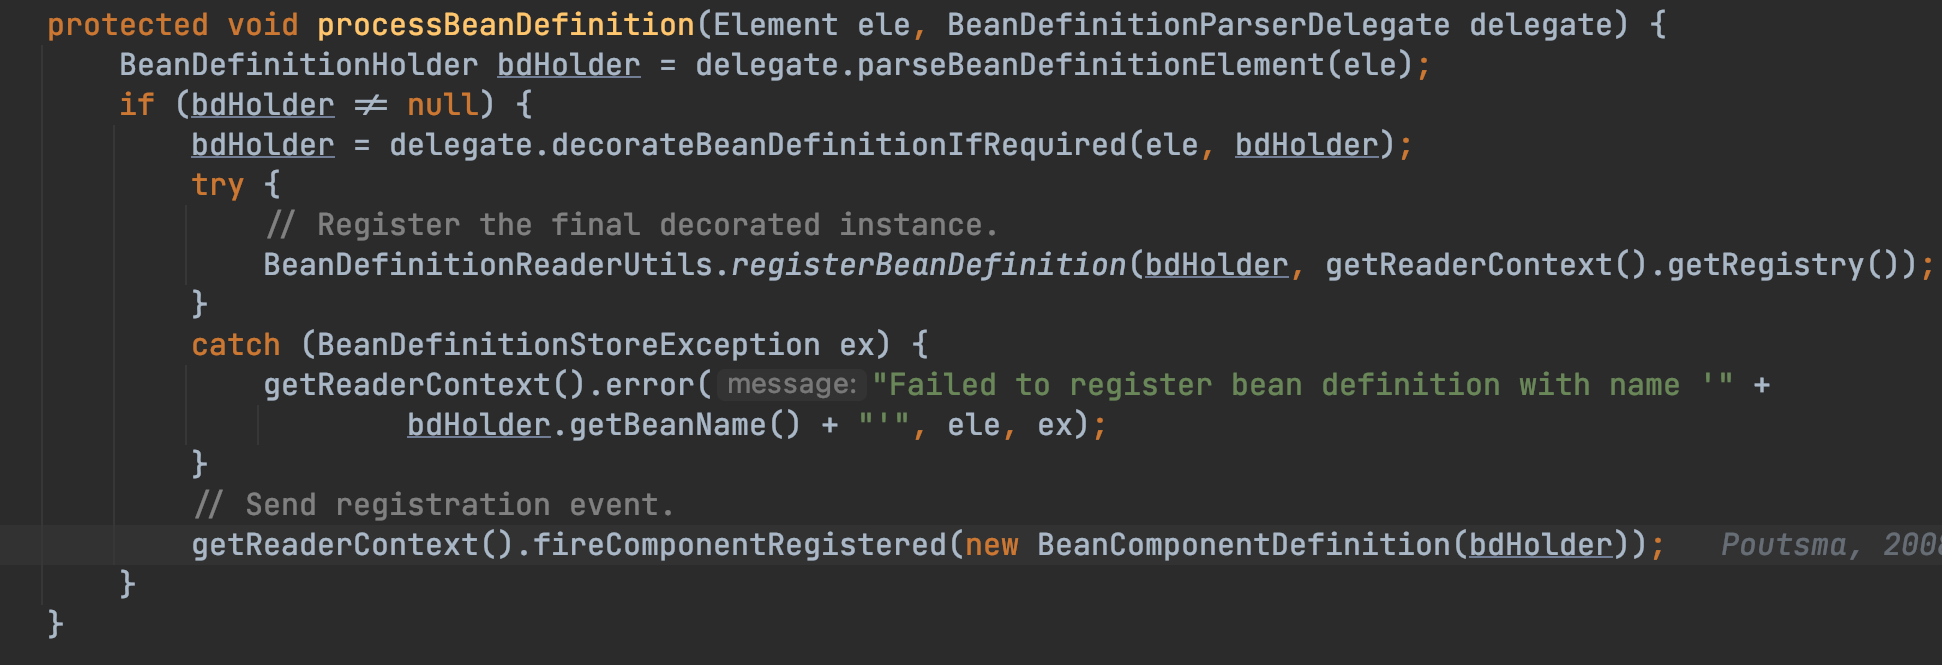 protected void processBeanDefinition(Element ele, BeanDefinitionParserDelegate delegate) {
BeanDefinitionHolder bdHolder = delegate.parseBeanDefinitionElement(ele);
if (bdHolder != null) {
bdHolder = delegate.decorateBeanDefinitionIfRequired(ele, bdHolder);
try {
// Register the final decorated instance.
BeanDefinitionReaderUtils.registerBeanDefinition(bdHolder, getReaderContext().getRegistry());
}
catch (BeanDefinitionStoreException ex) {
getReaderContext().error( message: "Failed to register bean definition with name '" +
bdHolder.getBeanName() + "'", ele, ex);
}
// Send registration event.
getReaderContext().fireComponentRegistered(new BeanComponentDefinition(bdHolder)); Poutsma, 2008
}
}